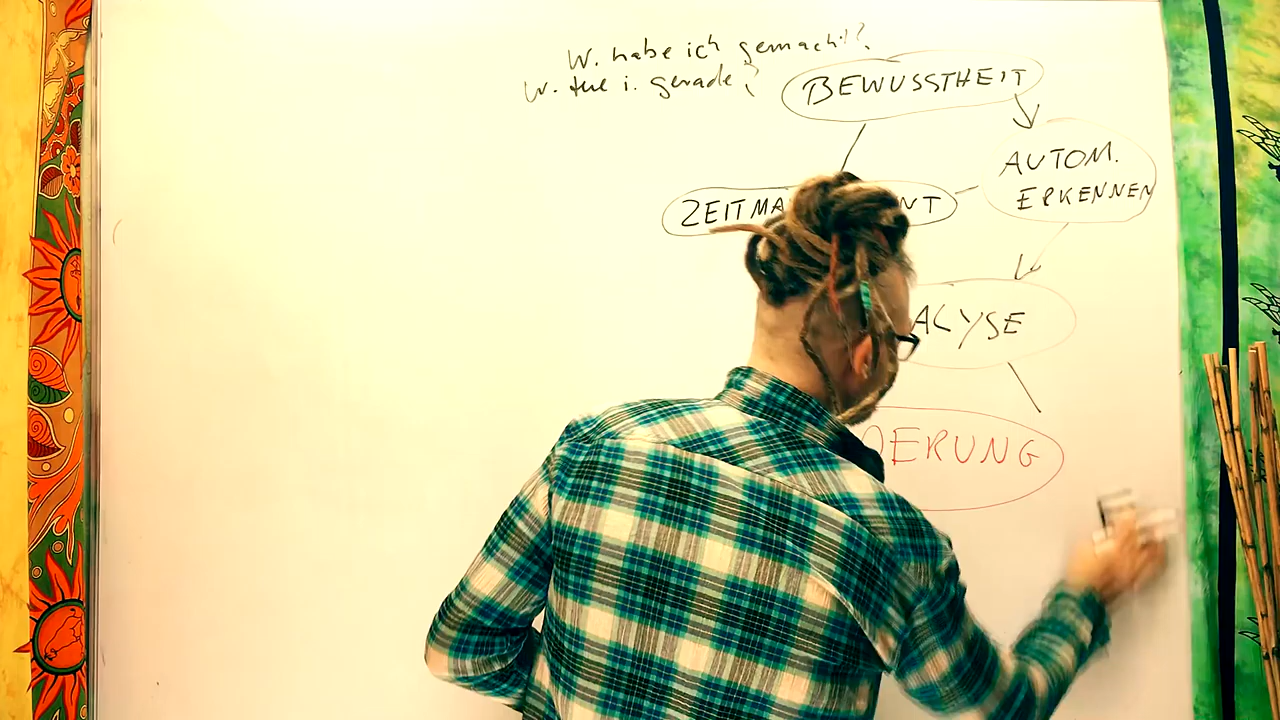 W. habe ich gemacht?
W. tue i. gerade?
BEWUSSTHEIT
AUTOM.
ERKENNEN
ZEITMA NT
ALYSE
DERUNG